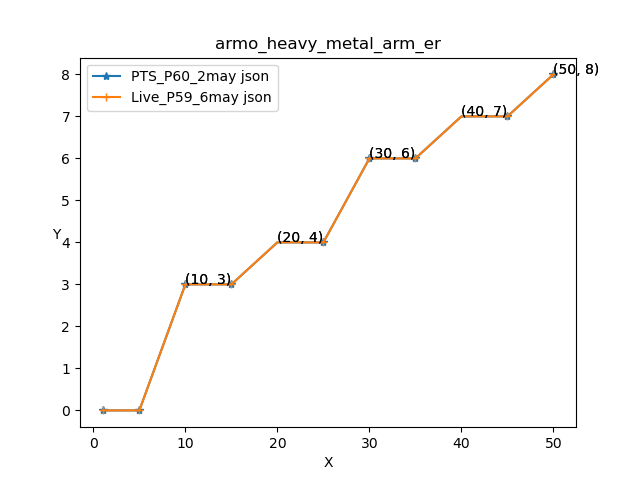 armo_heavy_metal_arm_er
PTS_P60_2may json
Live_P59_6may json
(50, 8)
(40, 7)
(30, 6)
(20, 4)
(10, 3)
8
7
6
5
4
3
2
1
0
Y
0 10 20 30 40 50
X